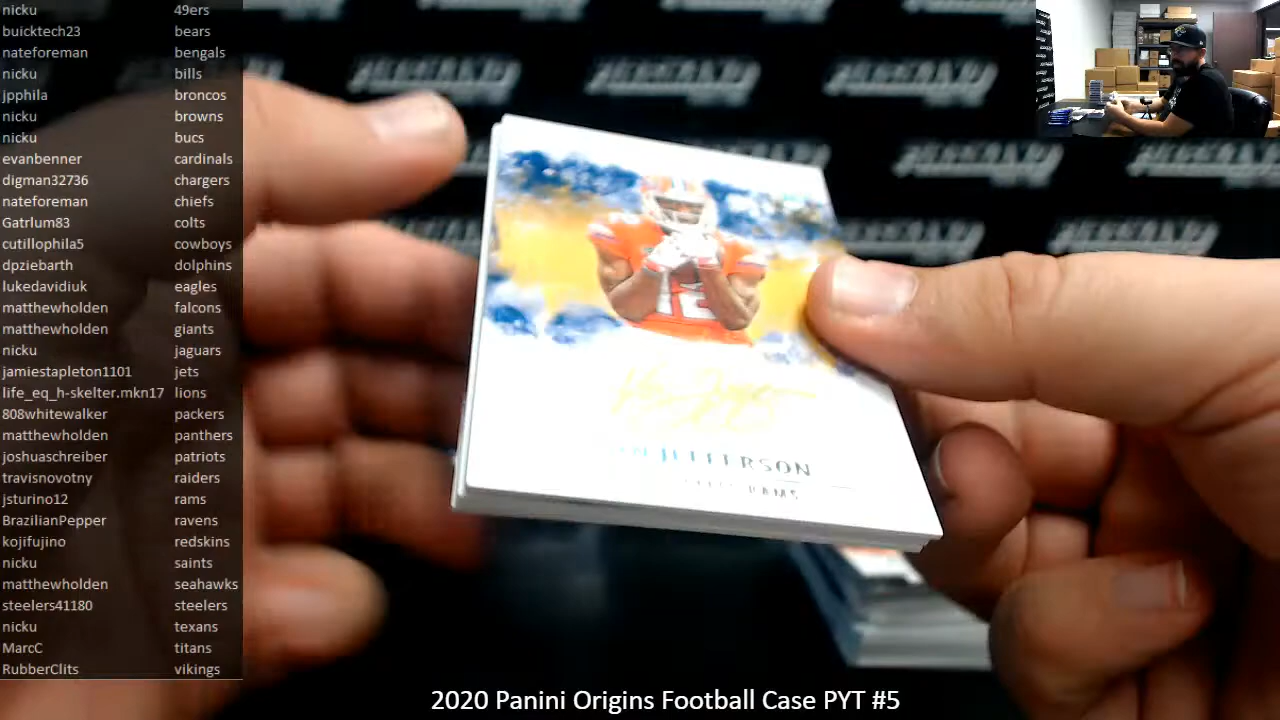 nicku 49ers
buicktech23 bears
nateforeman bengals
nicku bills
jpphila broncos
nicku browns
nicku bucs
evanbenner cardinals
digman32736 chargers
nateforeman chiefs
Gatrlum83 colts
cutillophila5 cowboys
dpziebarth dolphins
lukedavidiuk eagles
matthewholden falcons
matthewholden giants
nicku jaguars
jamiestapleton1101 jets
life_eq_h-skelter.mkn17 lions
808whitewalker packers
matthewholden panthers
joshuaschreiber patriots
travisnovotny raiders
jsturino12 rams
BrazilianPepper ravens
kojifujino redskins
nicku saints
matthewholden seahawks
steelers41180 steelers
nicku texans
MarcC titans
RubberClits vikings
12
JEFFERSON
RAMS
2020 Panini Origins Football Case PYT #5